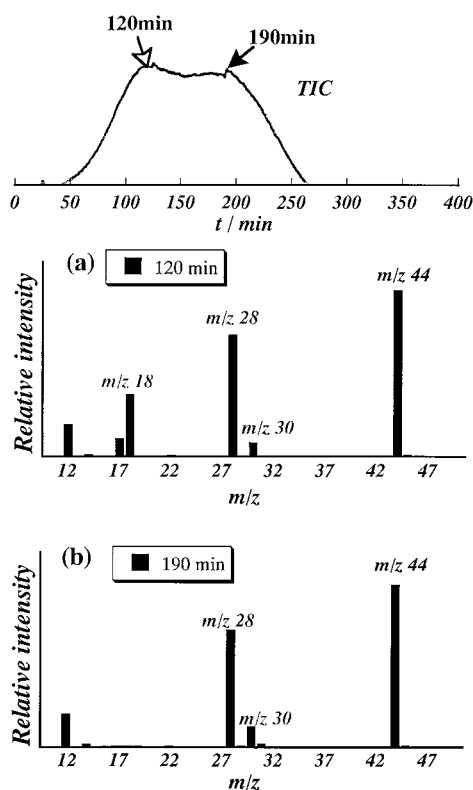 120min
190min
TIC
0 50 100 150 200 250 300 350 400
t / min
(a) 120 min
m/z 44
m/z 28
m/z 18
m/z 30
Relative intensity
12 17 22 27 32 37 42 47
m/z
(b) 190 min
m/z 44
m/z 28
m/z 30
Relative intensity
12 17 22 27 32 37 42 47
m/z